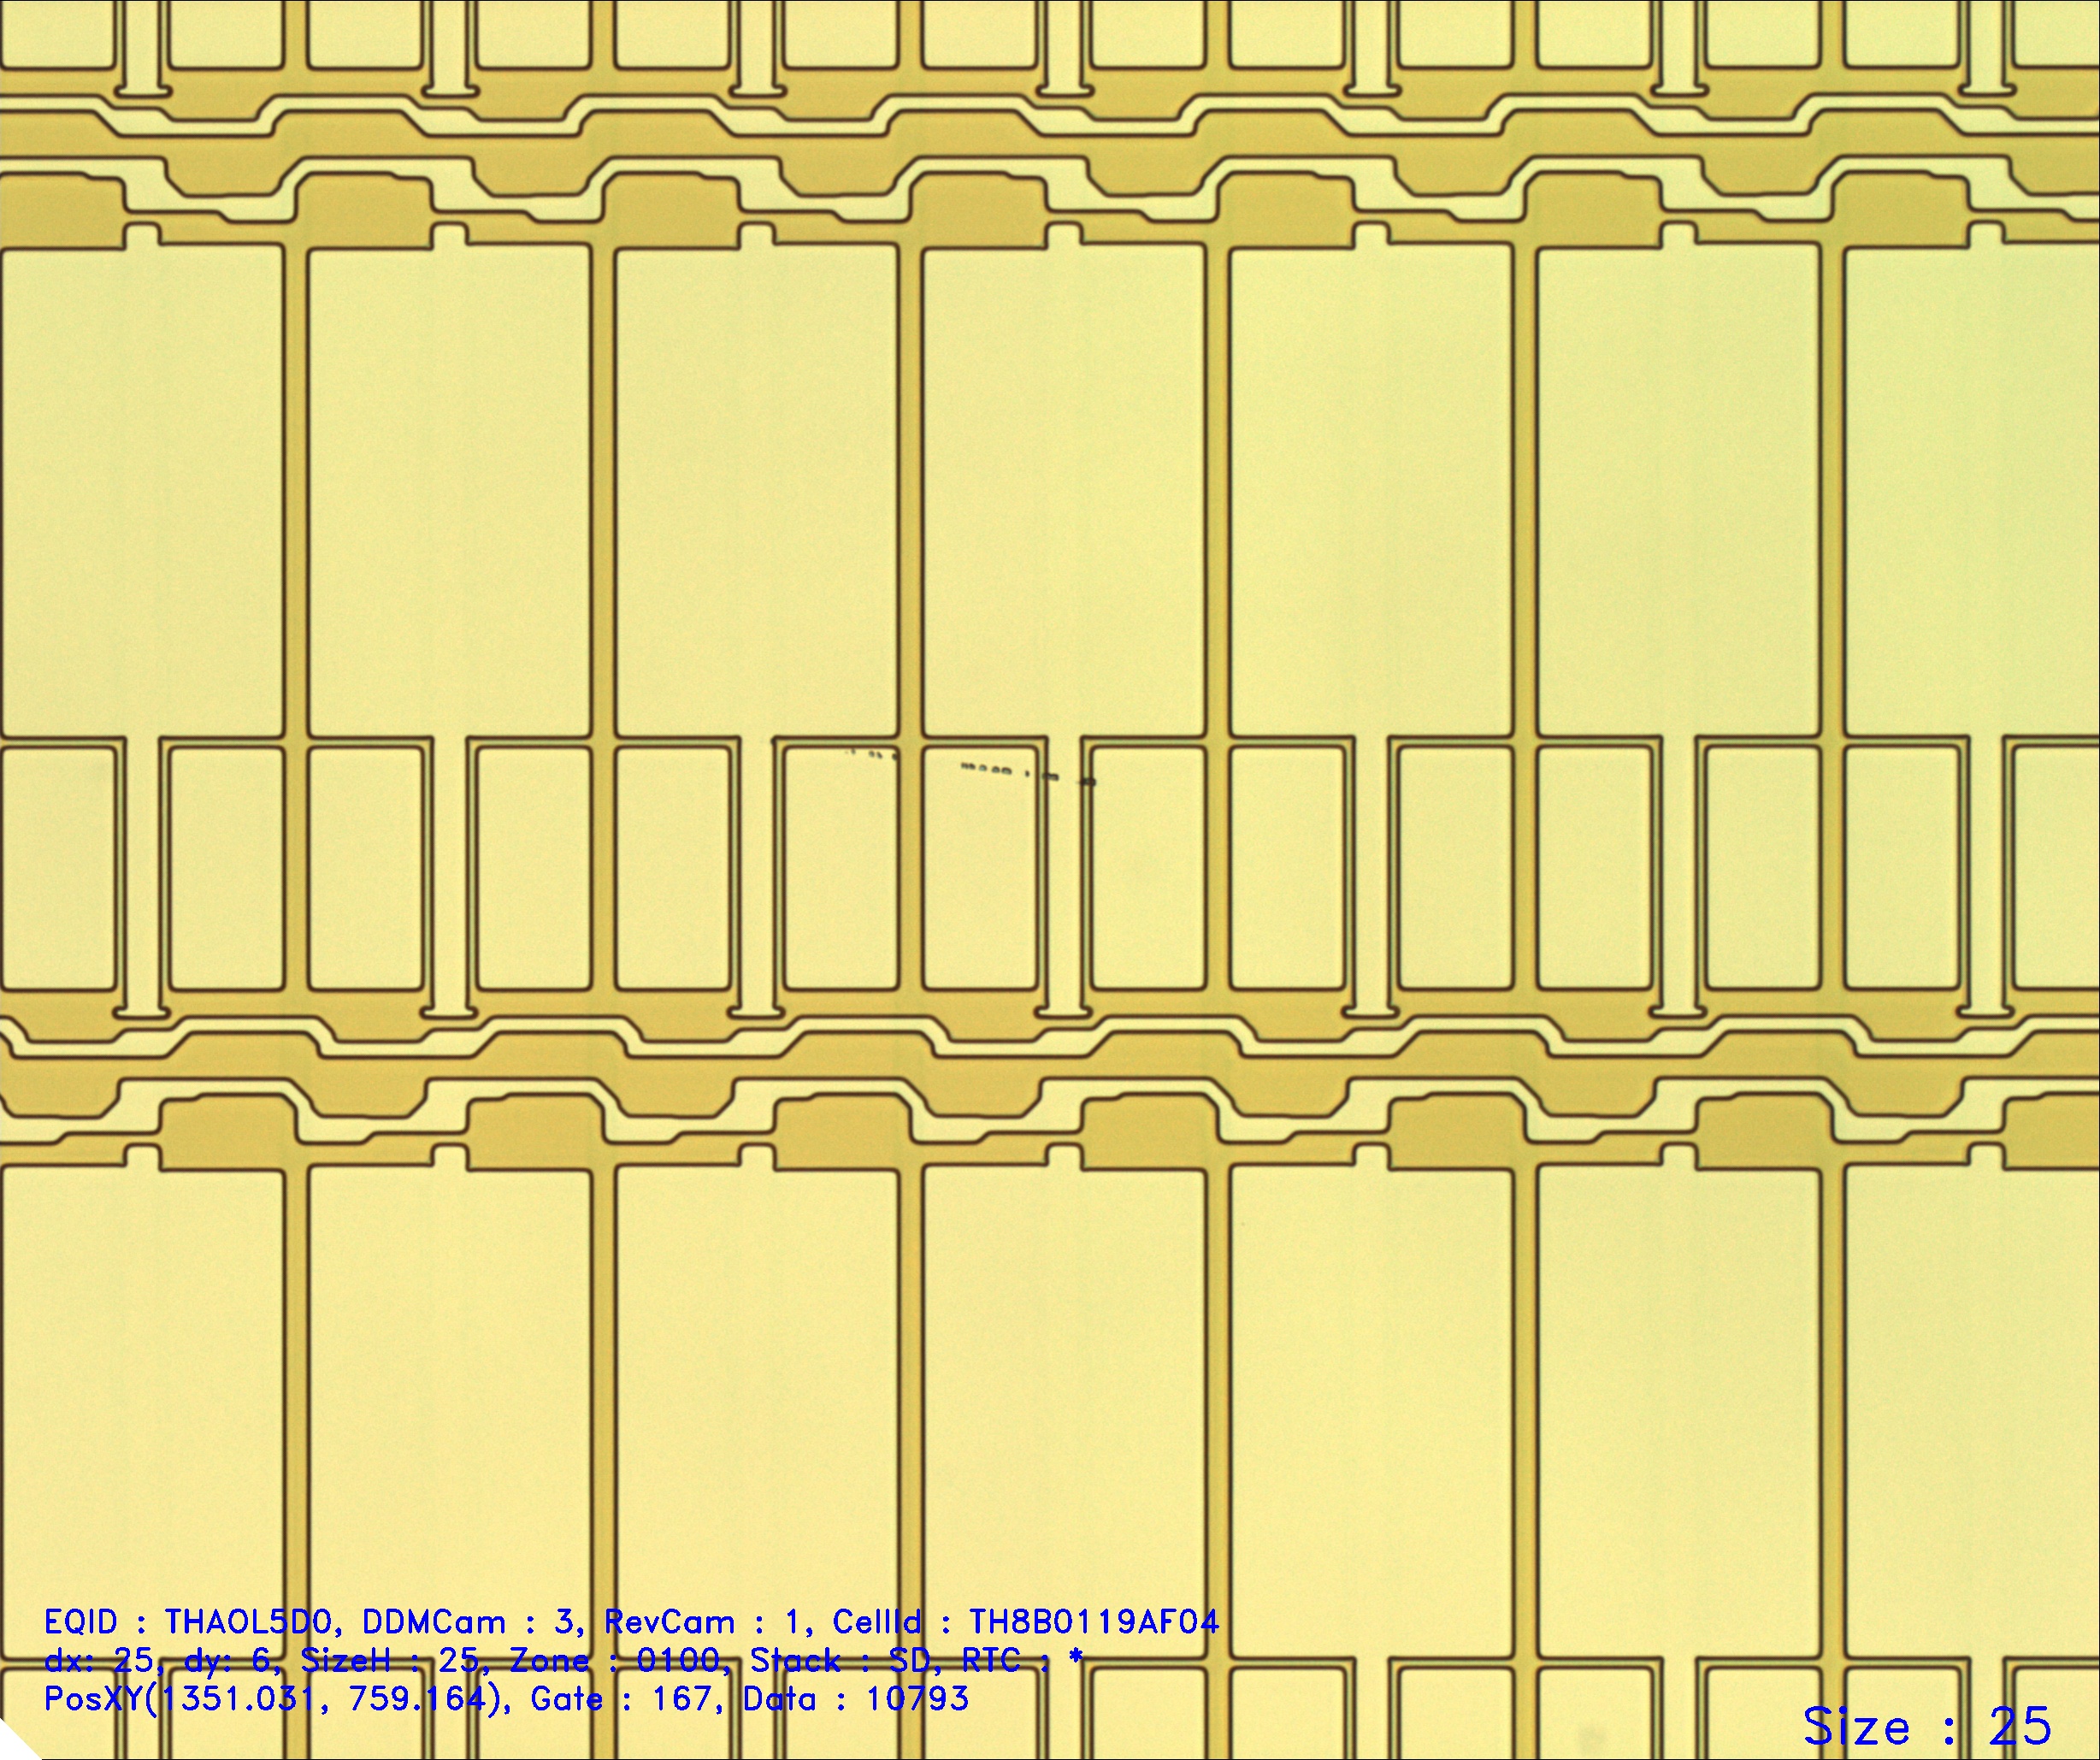 EQID : THAOL5D0, DDMCam : 3, RevCam : 1, CellId : TH8B0119AF04
dx: 25, dy: 6, SizeH : 25, Zone : 0100, Stack : SD, RTC : *
PosXY(1351.031, 759.164), Gate : 167, Data : 10793
Size : 25